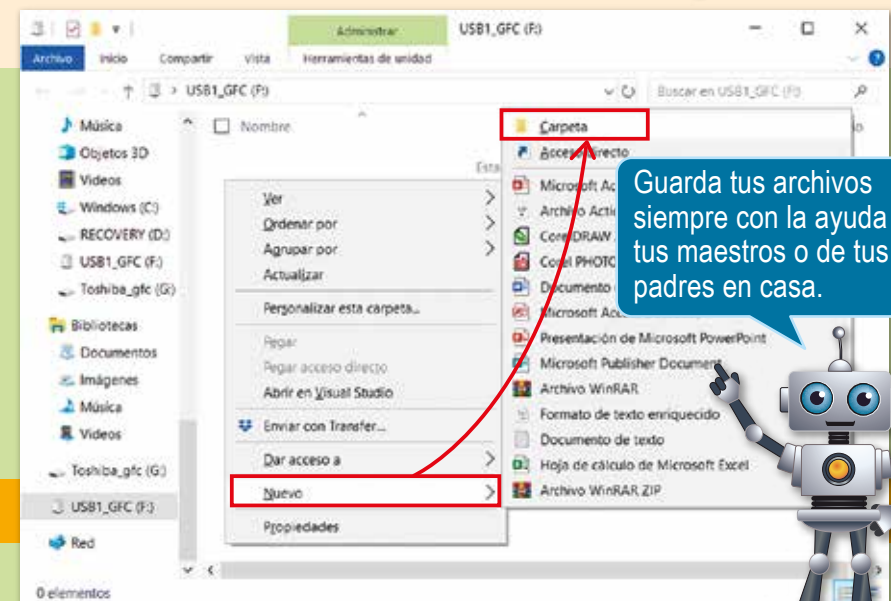 Administrar
USB1_GFC (F:)
Archivo Inicio Compartir Vista Herramientas de unidad
USB1_GFC (F:)
Buscar en USB1_GFC (F:)
Música
Objetos 3D
Videos
Windows (C:)
RECOVERY (D:)
USB1_GFC (F:)
Toshiba_gfc (G:)
Bibliotecas
Documentos
Imágenes
Música
Videos
Toshiba_gfc (G:)
USB1_GFC (F:)
Red
0 elementos
Nombre
Esta
Ver
Ordenar por
Agrupar por
Actualizar
Personalizar esta carpeta...
Pegar
Pegar acceso directo
Abrir en Visual Studio
Enviar con Transfer...
Dar acceso a
Nuevo
Propiedades
Carpeta
Acceso directo
Microsoft Ac
Archivo Acti
CorelDRAW
Corel PHOTO
Documento
Microsoft Acc
Presentación de Microsoft PowerPoint
Microsoft Publisher Document
Archivo WinRAR
Formato de texto enriquecido
Documento de texto
Hoja de cálculo de Microsoft Excel
Archivo WinRAR ZIP
Guarda tus archivos
siempre con la ayuda
tus maestros o de tus
padres en casa.